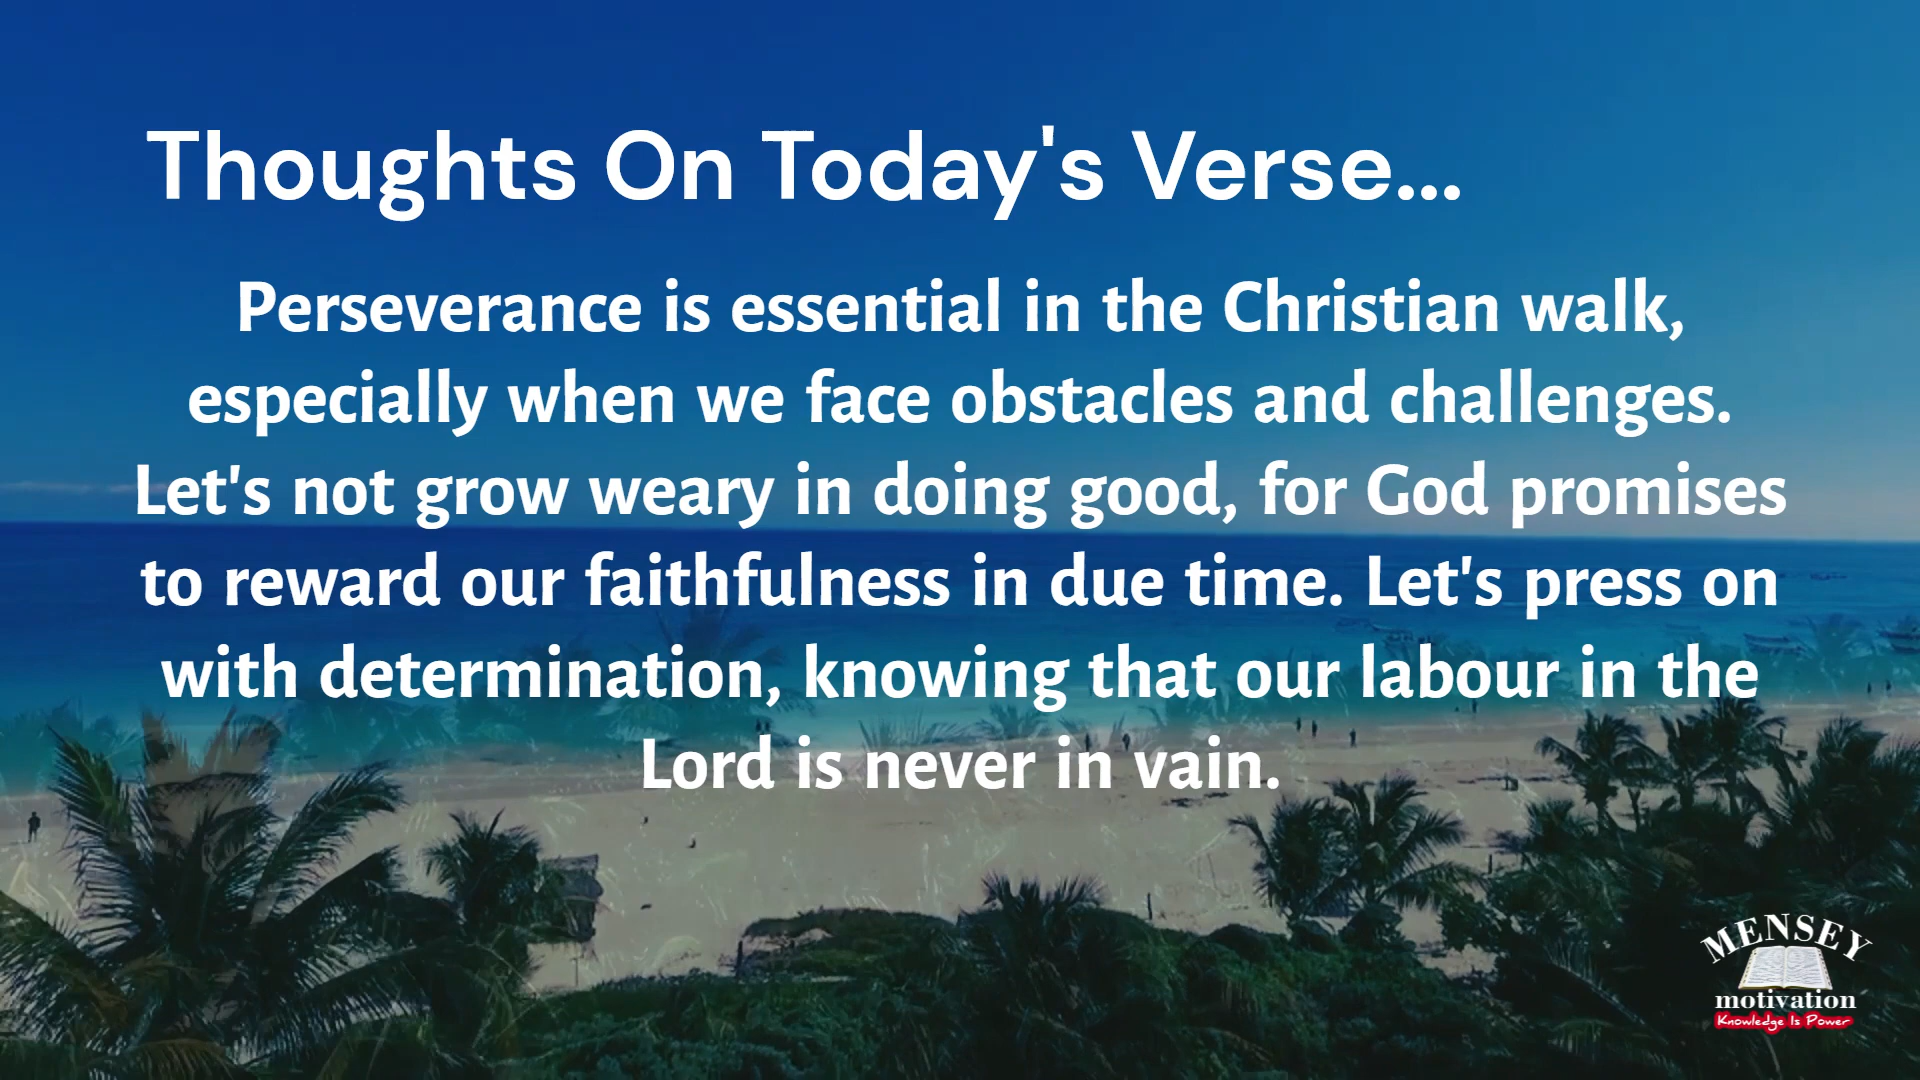 Thoughts On Today's Verse...
Perseverance is essential in the Christian walk,
especially when we face obstacles and challenges.
Let's not grow weary in doing good, for God promises
to reward our faithfulness in due time. Let's press on
with determination, knowing that our labour in the
Lord is never in vain.
MENSEY
motivation
Knowledge Is Power